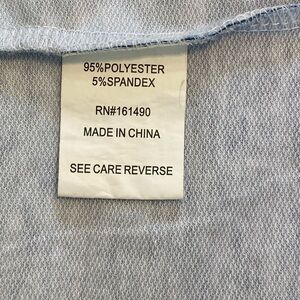 95%POLYESTER
5%SPANDEX
RN#161490
MADE IN CHINA
SEE CARE REVERSE